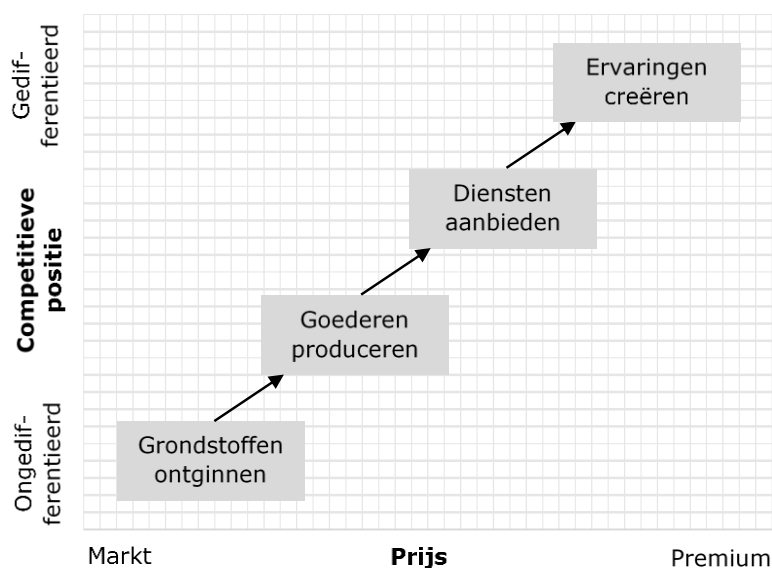 Gedif-
ferentieerd
Ervaringen
creëren
Diensten
aanbieden
Competitieve
positie
Goederen
produceren
Grondstoffen
ontginnen
Ongedif-
ferentieerd
Markt
Prijs
Premium